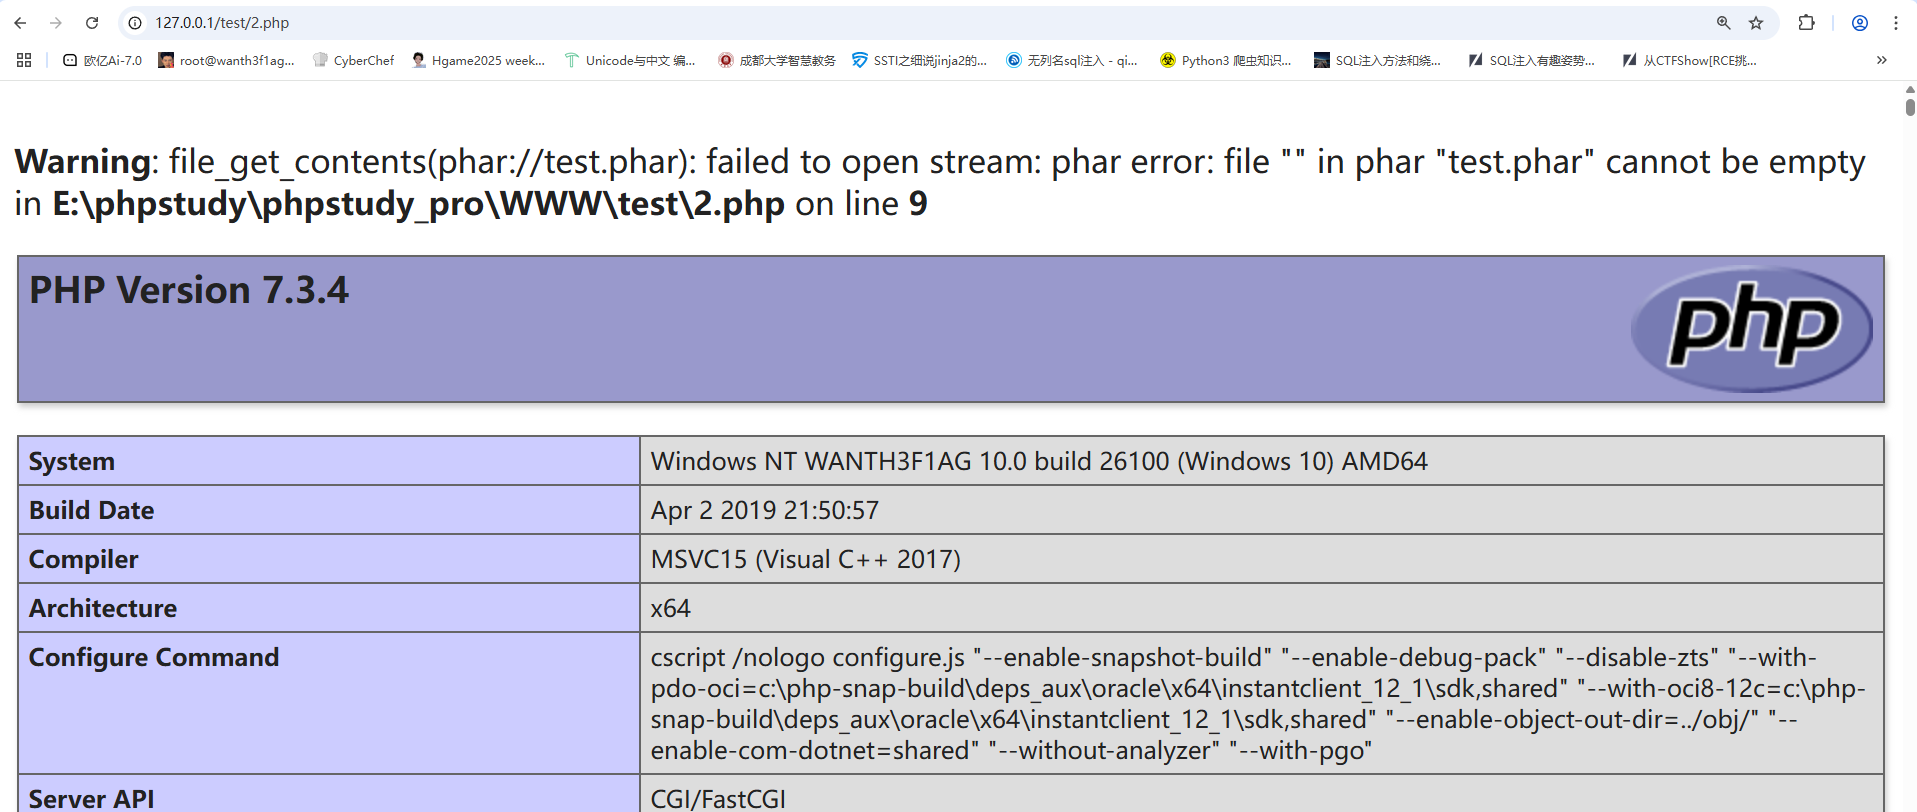 127.0.0.1/test/2.php
欧亿Ai-7.0
root@wanth3f1ag...
CyberChef
Hgame2025 week...
Unicode与中文 编...
成都大学智慧教务
SSTI之细说jinja2的...
无列名sql注入 - qi...
Python3 爬虫知识...
SQL注入方法和绕...
SQL注入有趣姿势...
从CTFShow[RCE挑...
Warning: file_get_contents(phar://test.phar): failed to open stream: phar error: file "" in phar "test.phar" cannot be empty
in E:\phpstudy\phpstudy_pro\WWW\test\2.php on line 9
PHP Version 7.3.4
php
System
Windows NT WANTH3F1AG 10.0 build 26100 (Windows 10) AMD64
Build Date
Apr 2 2019 21:50:57
Compiler
MSVC15 (Visual C++ 2017)
Architecture
x64
Configure Command
cscript /nologo configure.js "--enable-snapshot-build" "--enable-debug-pack" "--disable-zts" "--with-
pdo-oci=c:\php-snap-build\deps_aux\oracle\x64\instantclient_12_1\sdk,shared" "--with-oci8-12c=c:\php-
snap-build\deps_aux\oracle\x64\instantclient_12_1\sdk,shared" "--enable-object-out-dir=../obj/" "--
enable-com-dotnet=shared" "--without-analyzer" "--with-pgo"
Server API
CGI/FastCGI